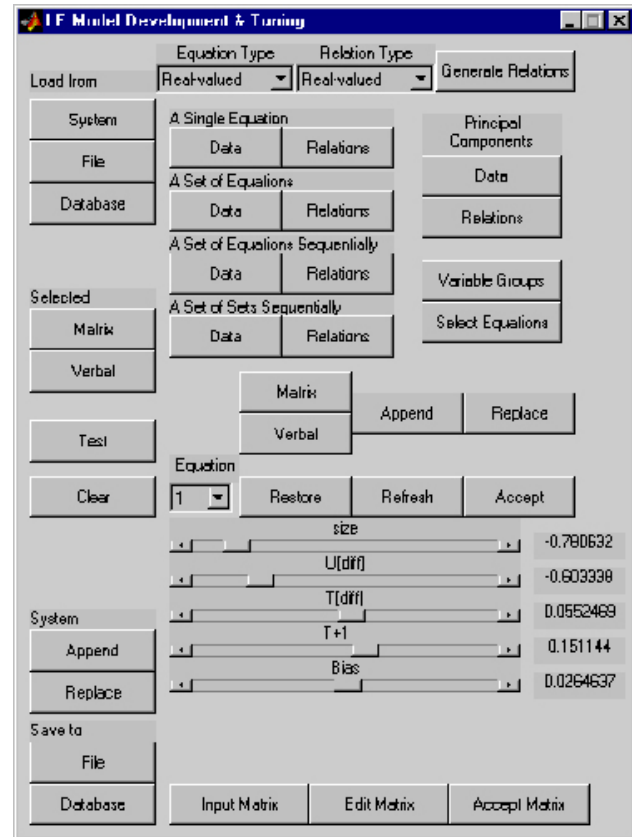 LE Model Development & Tuning
Equation Type
Relation Type
Load from
Real-valued
Real-valued
Generate Relations
System
File
Database
A Single Equation
Data
Relations
A Set of Equations
Data
Relations
A Set of Equations Sequentially
Data
Relations
A Set of Sets Sequentially
Data
Relations
Principal
Components
Data
Relations
Variable Groups
Select Equations
Selected
Matrix
Verbal
Test
Clear
Matrix
Verbal
Append
Replace
Equation
1
Restore
Refresh
Accept
size
-0.780632
U(diff)
-0.603338
T(diff)
0.0552469
T+1
0.151144
Bias
0.0264637
System
Append
Replace
Save to
File
Database
Input Matrix
Edit Matrix
Accept Matrix